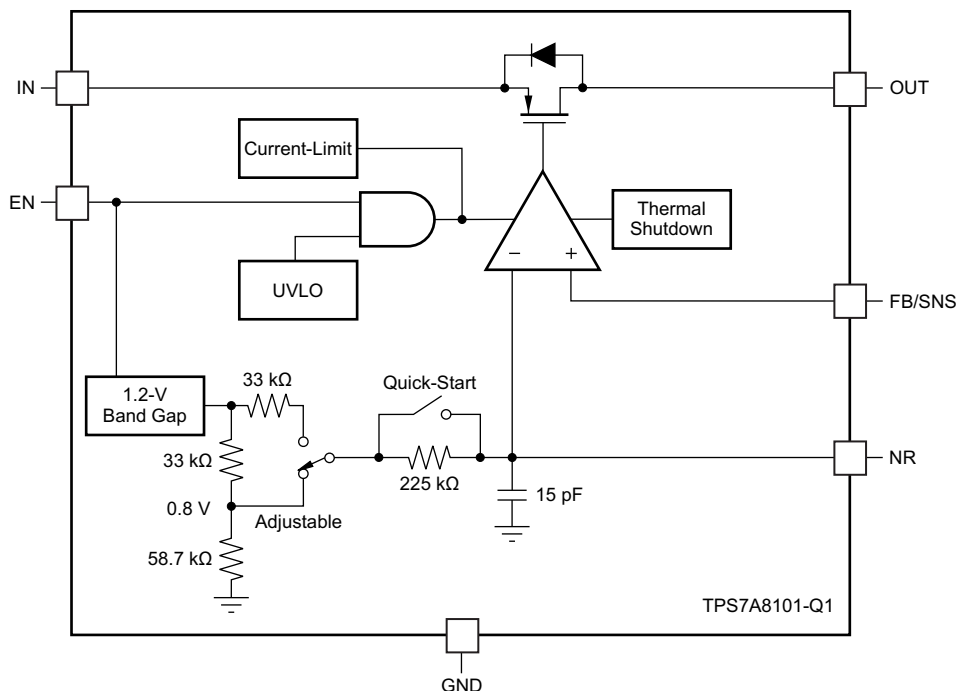 IN
OUT
Current-Limit
EN
Thermal
Shutdown
−
+
UVLO
FB/SNS
1.2-V
Band Gap
33 kΩ
Quick-Start
33 kΩ
NR
225 kΩ
15 pF
0.8 V
Adjustable
58.7 kΩ
TPS7A8101-Q1
GND